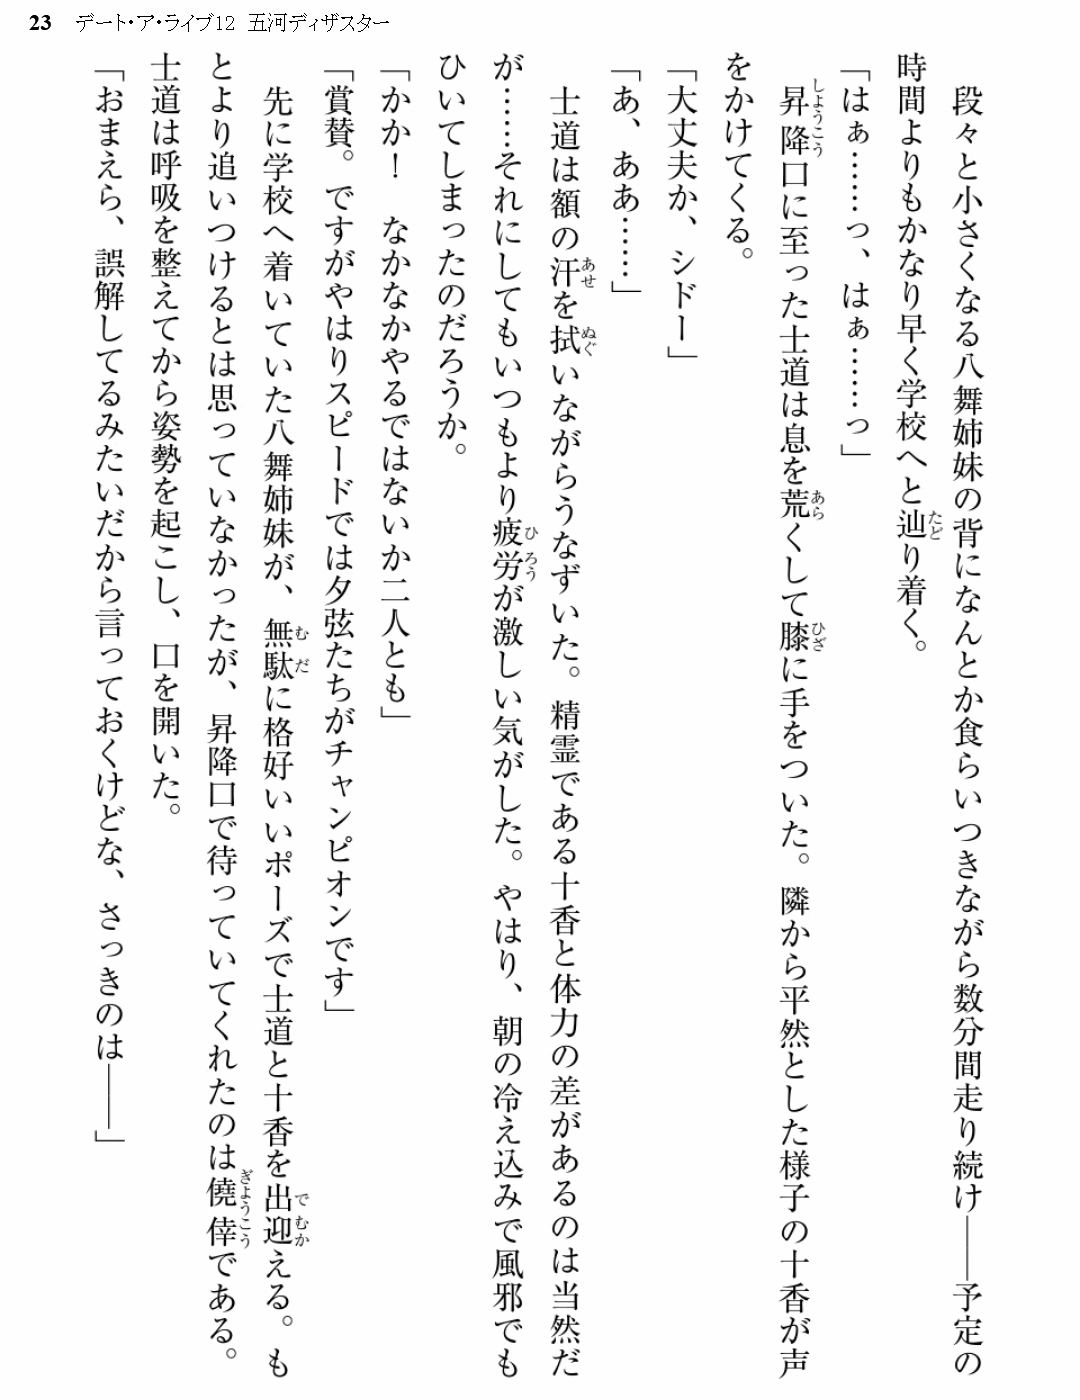 23 デート・ア・ライブ12 五河ディザスター
　段々と小さくなる八舞姉妹の背になんとか食らいつきながら数分間走り続け――予定の
時間よりもかなり早く学校へと辿り着く。
「はぁ……っ、はぁ……っ」
　昇降口に至った士道は息を荒くして膝に手をついた。隣から平然とした様子の十香が声
をかけてくる。
「大丈夫か、シドー」
「あ、ああ……」
　士道は額の汗を拭いながらうなずいた。精霊である十香と体力の差があるのは当然だ
が……それにしてもいつもより疲労が激しい気がした。やはり、朝の冷え込みで風邪でも
ひいてしまったのだろうか。
「かか！　なかなかやるではないか二人とも」
「賞賛。ですがやはりスピードでは夕弦たちがチャンピオンです」
　先に学校へ着いていた八舞姉妹が、無駄に格好いいポーズで士道と十香を出迎える。も
とより追いつけるとは思っていなかったが、昇降口で待っていてくれたのは僥倖である。
士道は呼吸を整えてから姿勢を起こし、口を開いた。
「おまえら、誤解してるみたいだから言っておくけどな、さっきのは――」